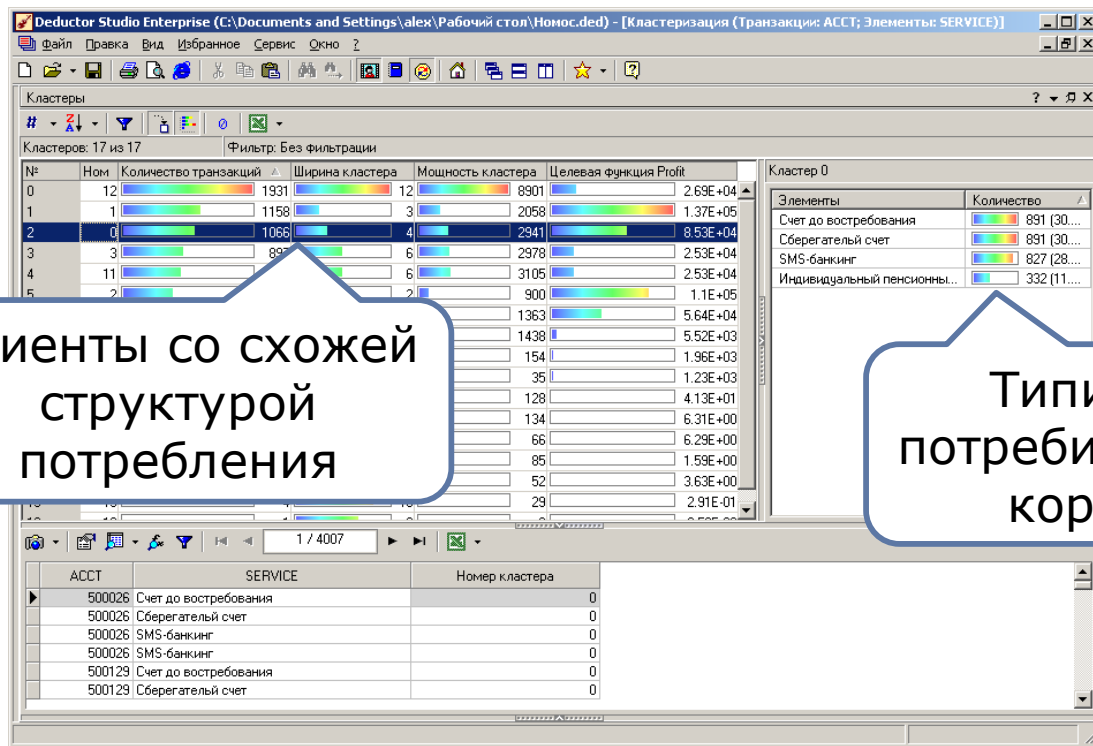 Deductor Studio Enterprise (C:\Documents and Settings\alex\Рабочий стол\Номос.ded) - [Кластеризация (Транзакции: ACCT; Элементы: SERVICE)]
Файл Правка Вид Избранное Сервис Окно ?
Кластеры
Кластеров: 17 из 17 Фильтр: Без фильтрации
№ Ном Количество транзакций Ширина кластера Мощность кластера Целевая функция Profit
0 12 1931 12 8901 2.69E+04
1 1 1158 3 2058 1.37E+05
2 0 1066 4 2941 8.53E+04
3 3 6 2978 2.53E+04
4 11 6 3105 2.53E+04
5 2 2 900 1.1E+05
1363 5.64E+04
1438 5.52E+03
154 1.96E+03
35 1.23E+03
128 4.13E+01
134 6.31E+00
66 6.29E+00
85 1.59E+00
52 3.63E+00
29 2.91E-01
Кластер 0
Элементы Количество
Счет до востребования 891 (30....
Сберегателый счет 891 (30....
SMS-банкинг 827 (28....
Индивидуальный пенсионны... 332 (11....
иенты со схожей
структурой
потребления
Типи
потреби
кор
1 / 4007
ACCT SERVICE Номер кластера
500026 Счет до востребования 0
500026 Сберегателый счет 0
500026 SMS-банкинг 0
500026 SMS-банкинг 0
500129 Счет до востребования 0
500129 Сберегателый счет 0